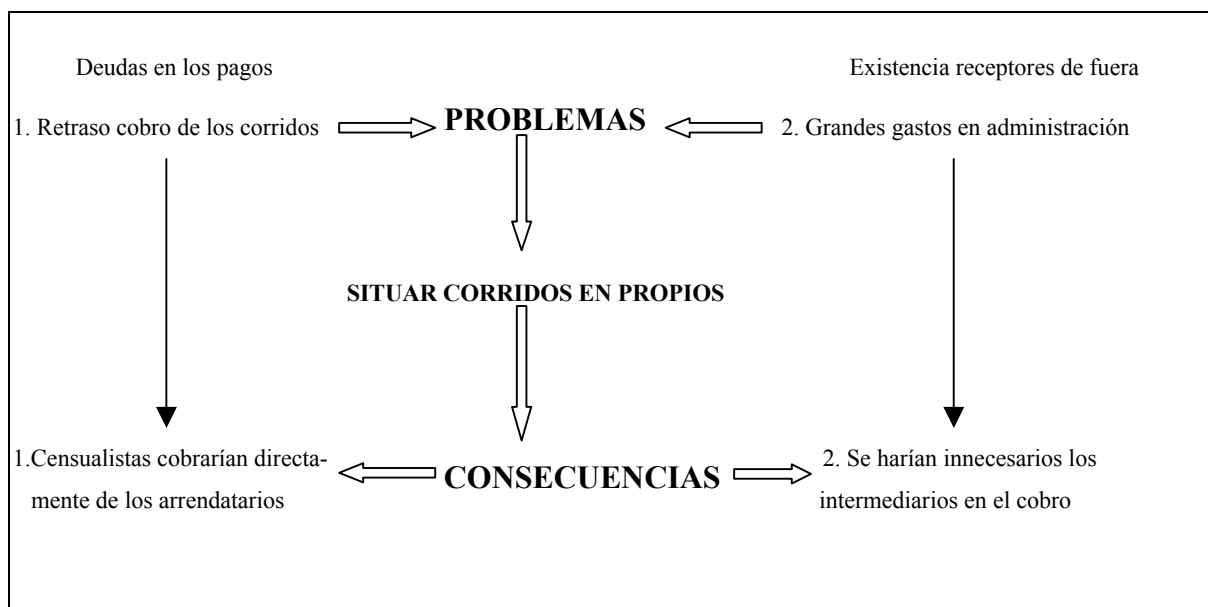 Deudas en los pagos
Existencia receptores de fuera
1. Retraso cobro de los corridos
PROBLEMAS
2. Grandes gastos en administración
SITUAR CORRIDOS EN PROPIOS
1.Censualistas cobrarían directa-
mente de los arrendatarios
CONSECUENCIAS
2. Se harían innecesarios los
intermediarios en el cobro